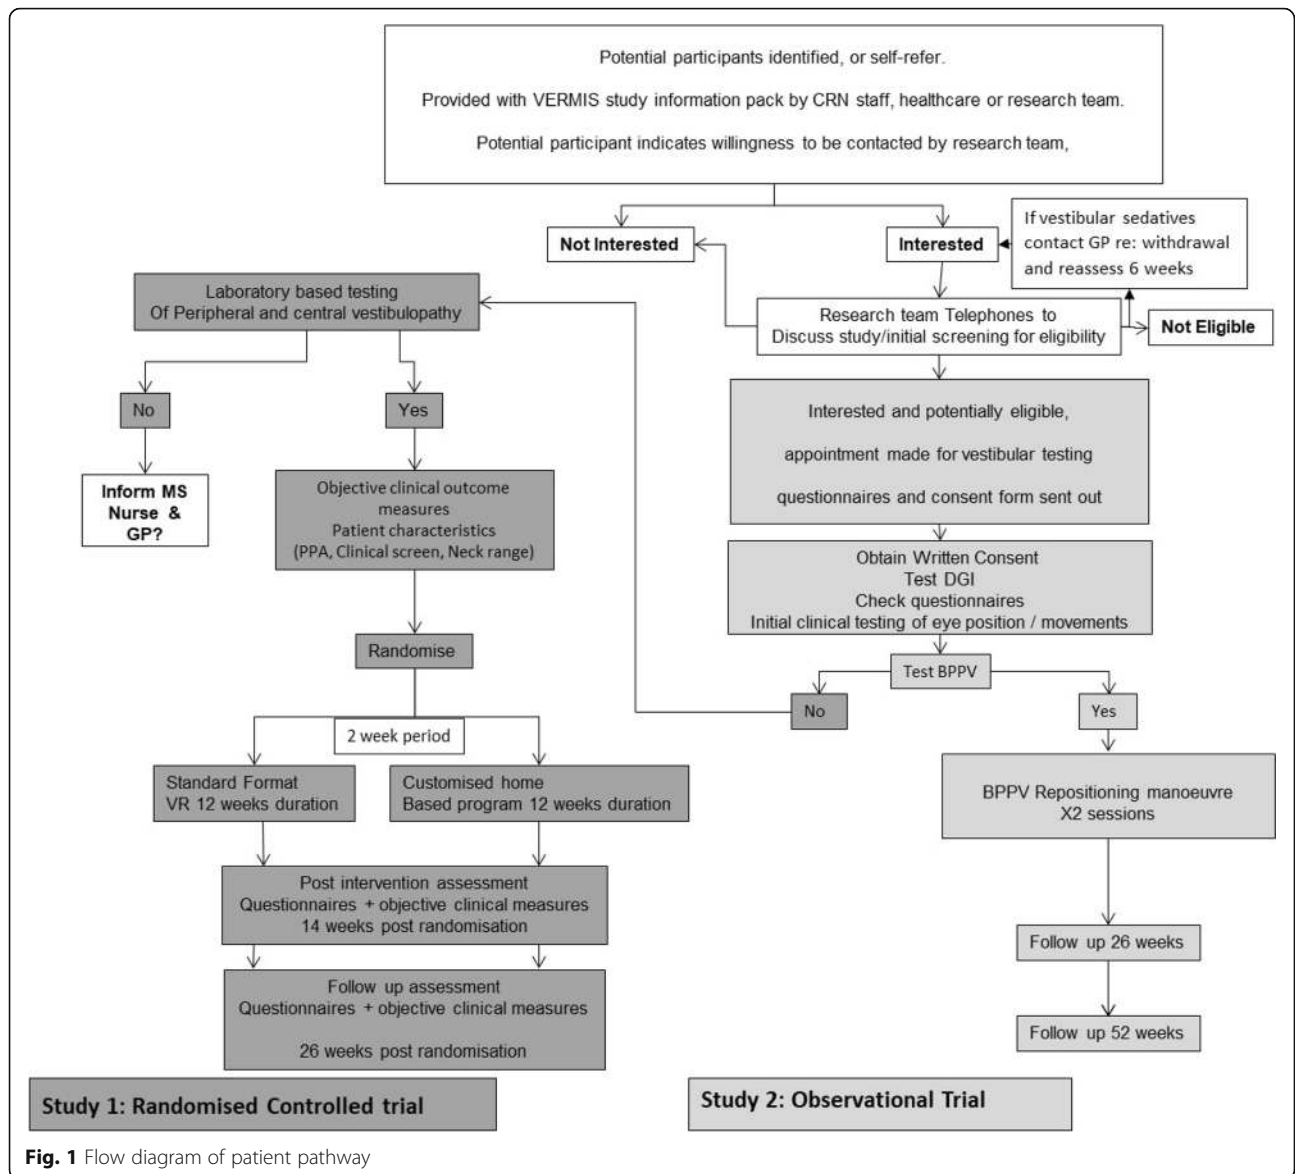 Potential participants identified, or self-refer.
Provided with VERMIS study information pack by CRN staff, healthcare or research team.
Potential participant indicates willingness to be contacted by research team,
Not Interested
Interested
If vestibular sedatives
contact GP re: withdrawal
and reassess 6 weeks
Research team Telephones to
Discuss study/initial screening for eligibility
Not Eligible
Interested and potentially eligible,
appointment made for vestibular testing
questionnaires and consent form sent out
Obtain Written Consent
Test DGI
Check questionnaires
Initial clinical testing of eye position / movements
Test BPPV
No
Yes
BPPV Repositioning manoeuvre
X2 sessions
Follow up 26 weeks
Follow up 52 weeks
Laboratory based testing
Of Peripheral and central vestibulopathy
No
Yes
Inform MS
Nurse &
GP?
Objective clinical outcome
measures
Patient characteristics
(PPA, Clinical screen, Neck range)
Randomise
2 week period
Standard Format
VR 12 weeks duration
Customised home
Based program 12 weeks duration
Post intervention assessment
Questionnaires + objective clinical measures
14 weeks post randomisation
Follow up assessment
Questionnaires + objective clinical measures
26 weeks post randomisation
Study 1: Randomised Controlled trial
Study 2: Observational Trial
Fig. 1 Flow diagram of patient pathway